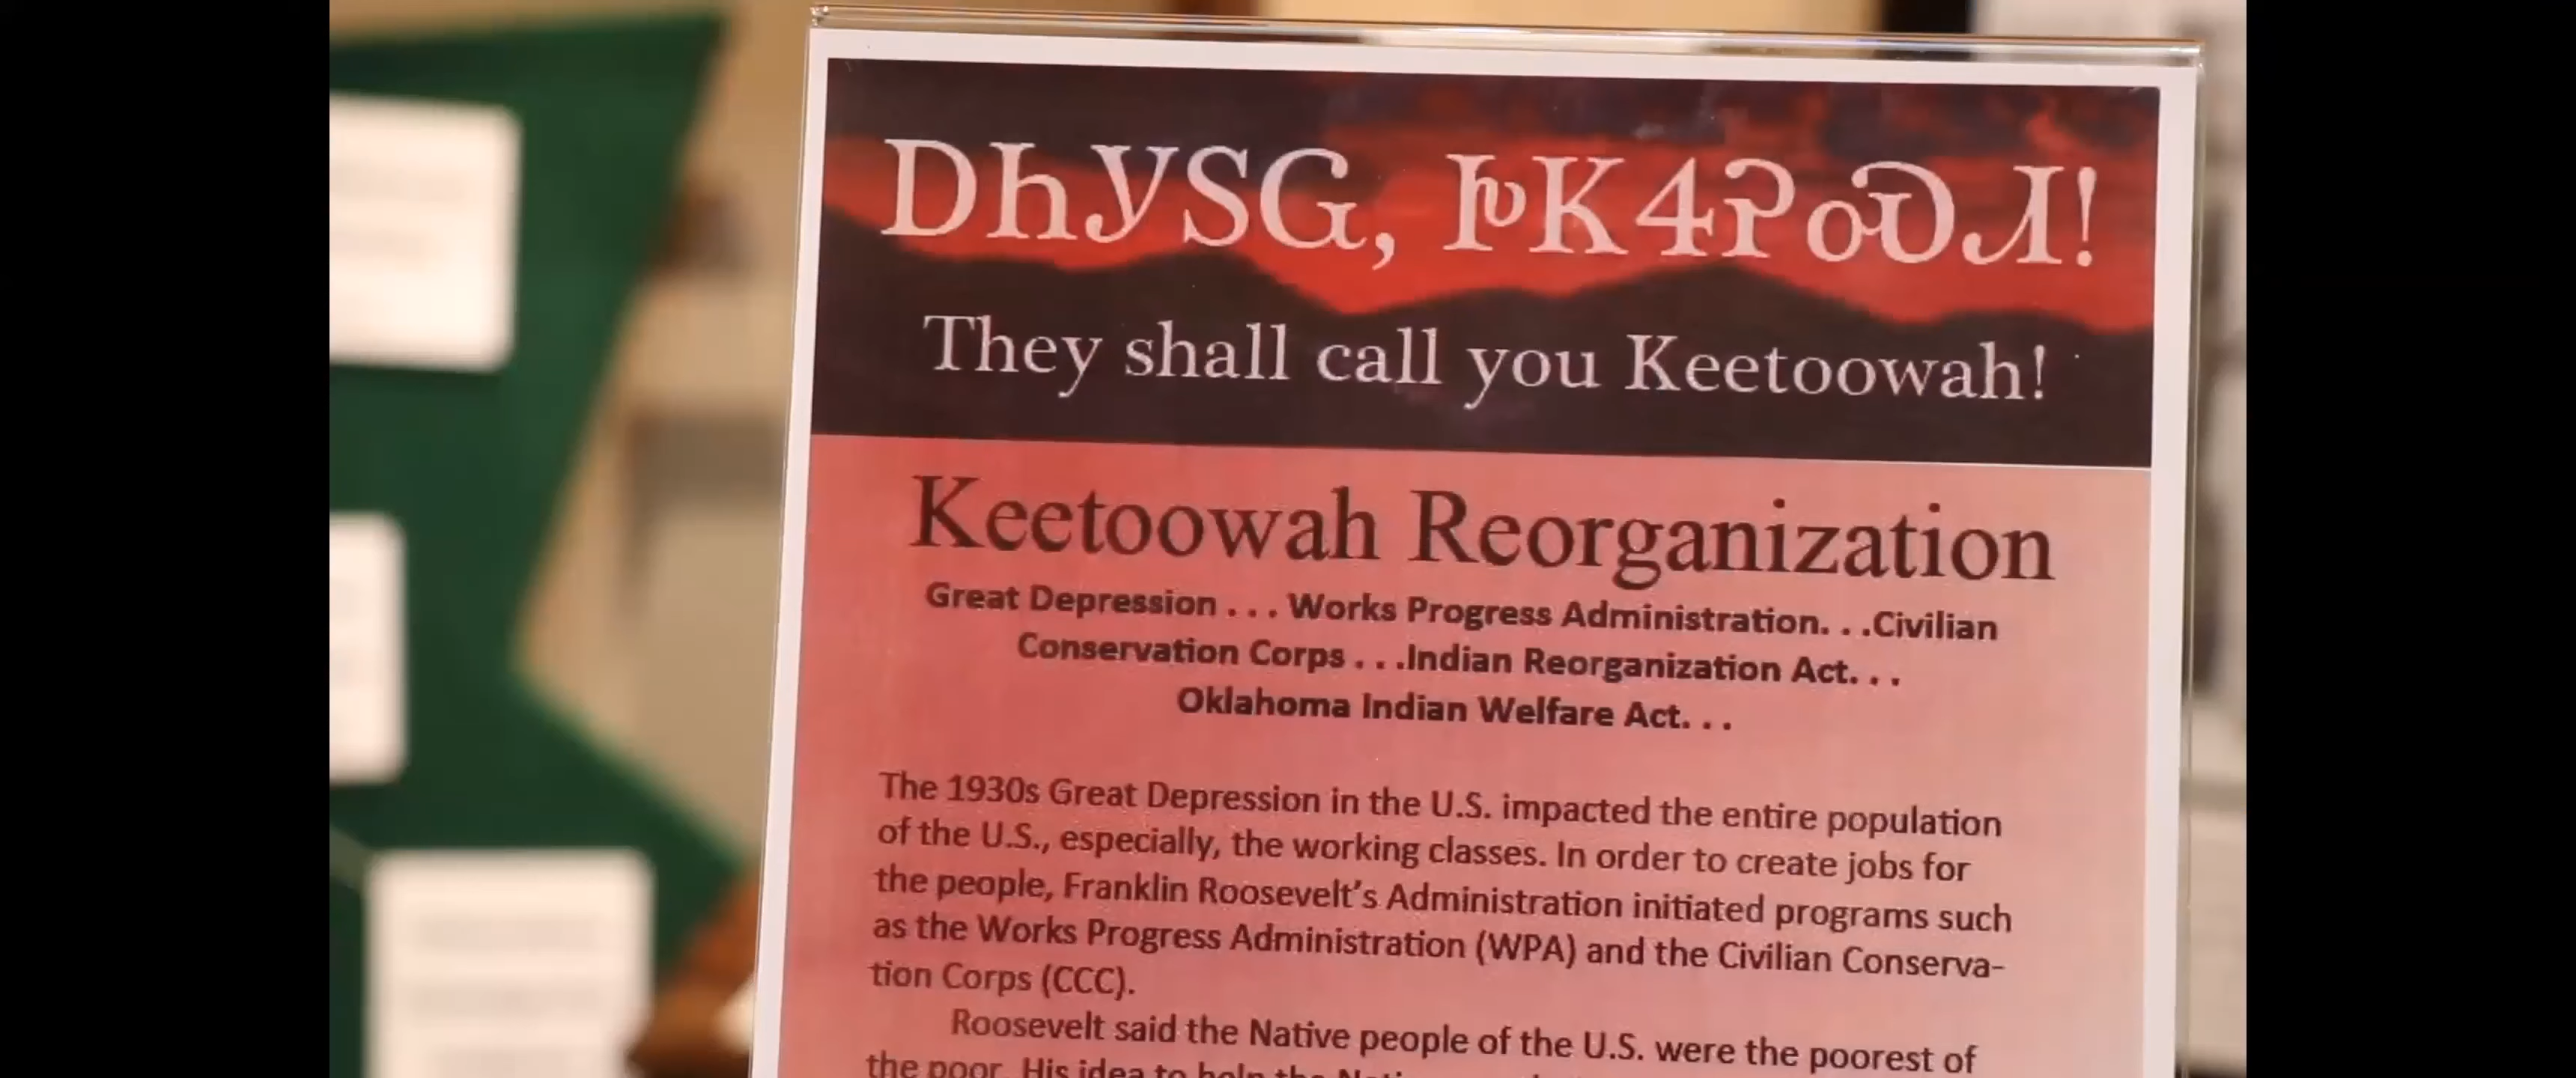 ᎠᏂᎩᏚᏩ, ᎰᏦᏎᎮᏍᏗ!
They shall call you Keetoowah!
Keetoowah Reorganization
Great Depression . . . Works Progress Administration. . .Civilian
Conservation Corps . . .Indian Reorganization Act. . .
Oklahoma Indian Welfare Act. . .
The 1930s Great Depression in the U.S. impacted the entire population
of the U.S., especially, the working classes. In order to create jobs for
the people, Franklin Roosevelt's Administration initiated programs such
as the Works Progress Administration (WPA) and the Civilian Conserva-
tion Corps (CCC).
Roosevelt said the Native people of the U.S. were the poorest of
the poor. His idea to help the